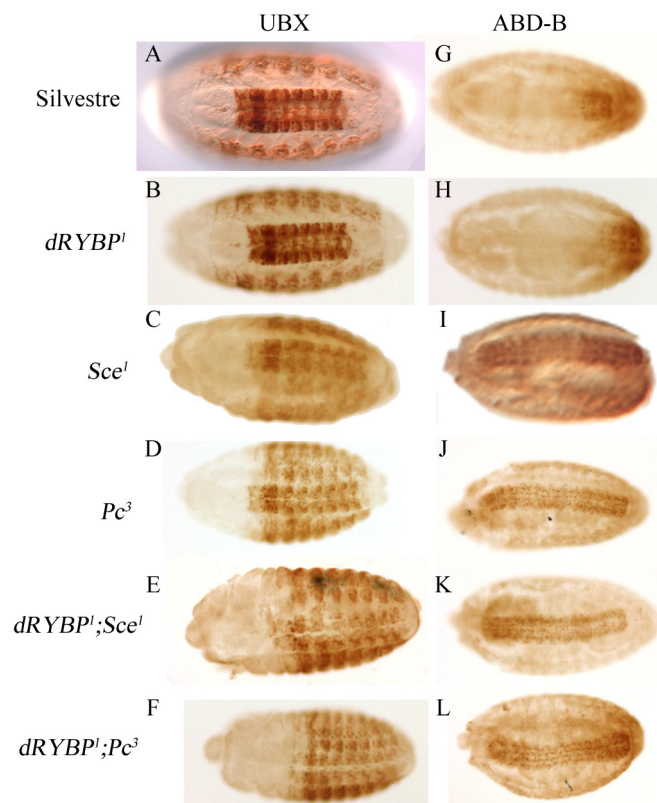 UBX ABD-B
A G
Silvestre
B H
dRYBP¹
C I
Sce¹
D J
Pc³
E K
dRYBP¹;Sce¹
F L
dRYBP¹;Pc³